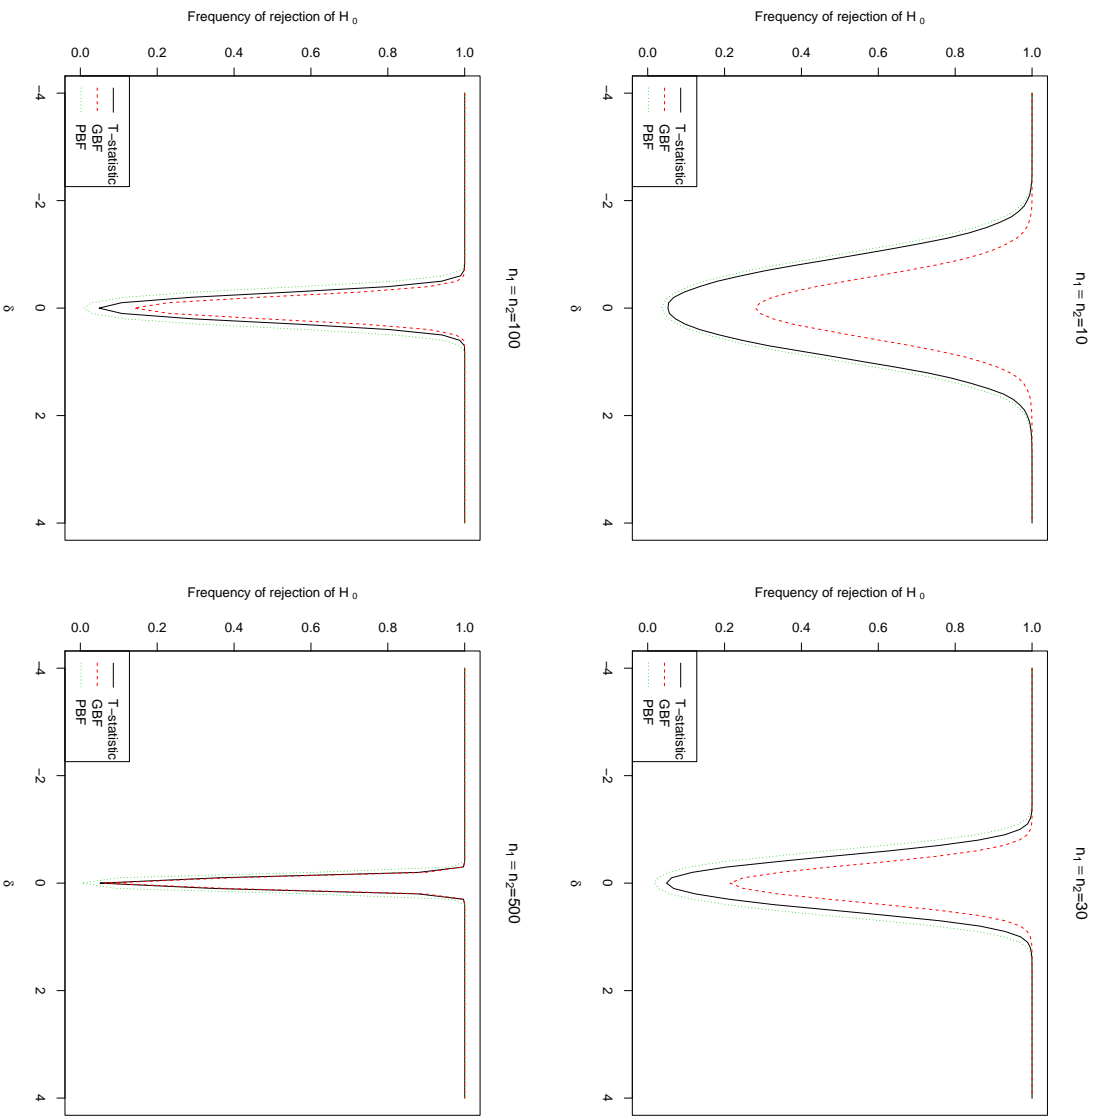 n₁ = n₂=10
Frequency of rejection of H ₀
0.0
0.2
0.4
0.6
0.8
1.0
−4
−2
0
2
4
δ
T−statistic
GBF
PBF
n₁ = n₂=30
Frequency of rejection of H ₀
0.0
0.2
0.4
0.6
0.8
1.0
−4
−2
0
2
4
δ
T−statistic
GBF
PBF
n₁ = n₂=100
Frequency of rejection of H ₀
0.0
0.2
0.4
0.6
0.8
1.0
−4
−2
0
2
4
δ
T−statistic
GBF
PBF
n₁ = n₂=500
Frequency of rejection of H ₀
0.0
0.2
0.4
0.6
0.8
1.0
−4
−2
0
2
4
δ
T−statistic
GBF
PBF